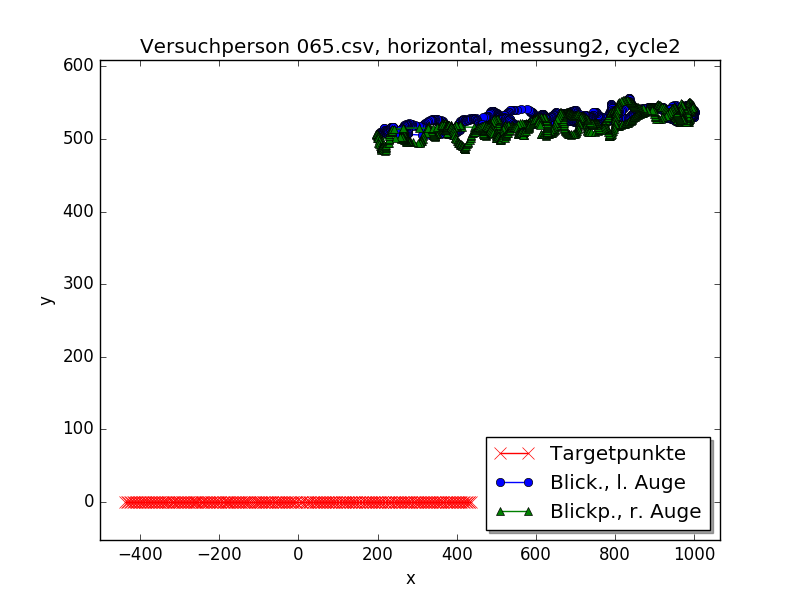 Versuchperson 065.csv, horizontal, messung2, cycle2
600
500
400
300
200
100
0
y
−400 −200 0 200 400 600 800 1000
x
Targetpunkte
Blick., l. Auge
Blickp., r. Auge